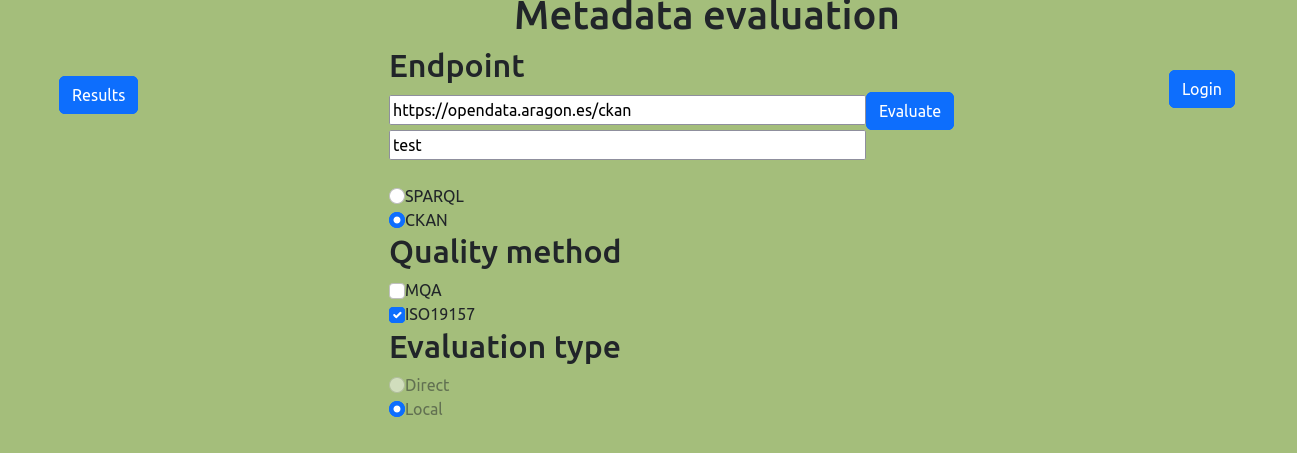 Metadata evaluation
Endpoint
Results
Login
https://opendata.aragon.es/ckan
Evaluate
test
SPARQL
CKAN
Quality method
MQA
ISO19157
Evaluation type
Direct
Local